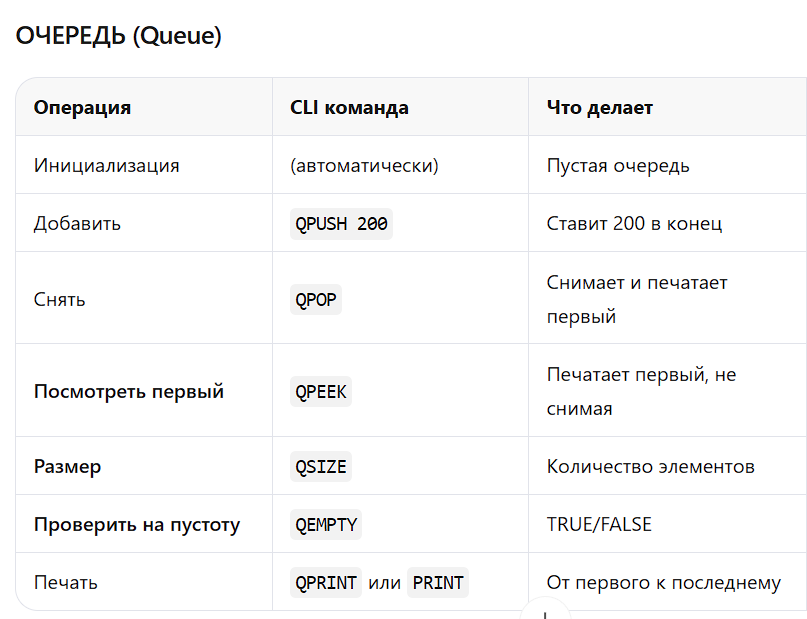 ОЧЕРЕДЬ (Queue)
Операция CLI команда Что делает
Инициализация (автоматически) Пустая очередь
Добавить QPUSH 200 Ставит 200 в конец
Снять QPOP Снимает и печатает
первый
Посмотреть первый QPEEK Печатает первый, не
снимая
Размер QSIZE Количество элементов
Проверить на пустоту QEMPTY TRUE/FALSE
Печать QPRINT или PRINT От первого к последнему